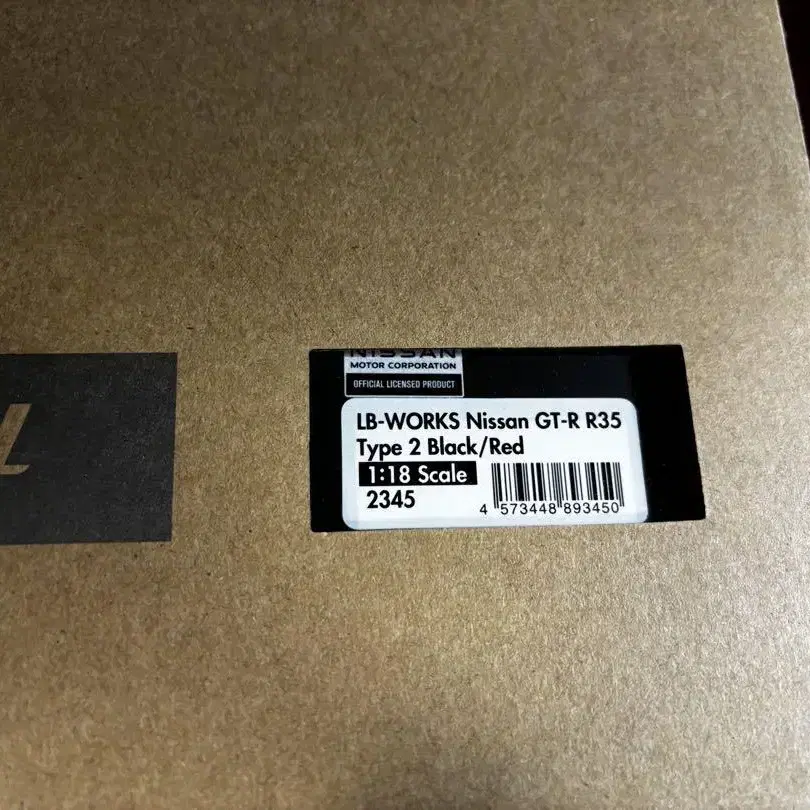 L
NISSAN
MOTOR CORPORATION
OFFICIAL LICENSED PRODUCT
LB-WORKS Nissan GT-R R35
Type 2 Black/Red
1:18 Scale
2345
4 573448 893450